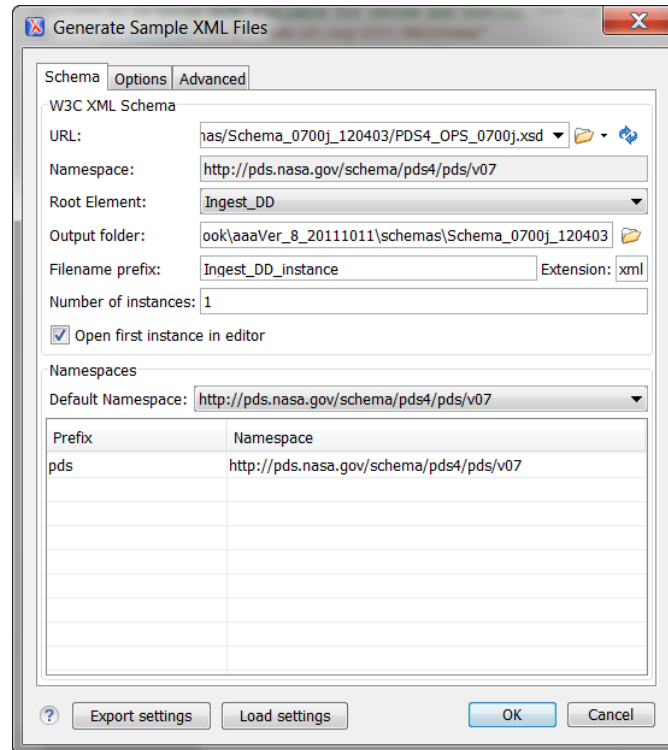 Generate Sample XML Files
Schema Options Advanced
W3C XML Schema
URL: nas/Schema_0700j_120403/PDS4_OPS_0700j.xsd
Namespace: http://pds.nasa.gov/schema/pds4/pds/v07
Root Element: Ingest_DD
Output folder: ook\aaaVer_8_20111011\schemas\Schema_0700j_120403
Filename prefix: Ingest_DD_instance Extension: xml
Number of instances: 1
Open first instance in editor
Namespaces
Default Namespace: http://pds.nasa.gov/schema/pds4/pds/v07
Prefix Namespace
pds http://pds.nasa.gov/schema/pds4/pds/v07
? Export settings Load settings OK Cancel